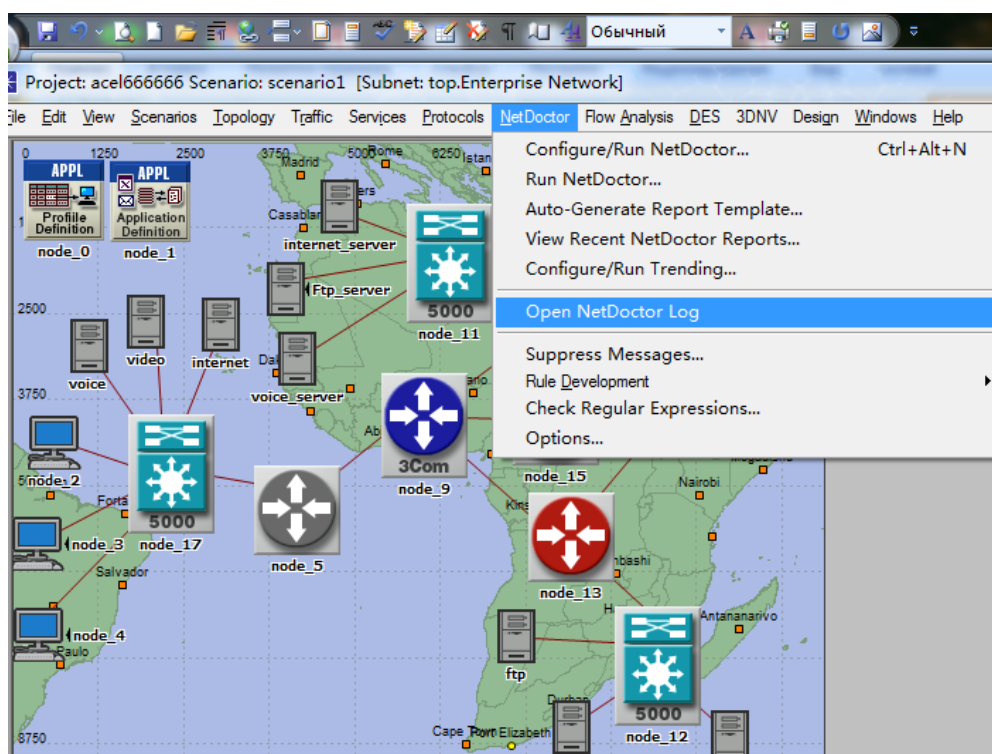 Обычный
A
Project: acel666666 Scenario: scenario1 [Subnet: top.Enterprise Network]
File Edit View Scenarios Topology Traffic Services Protocols NetDoctor Flow Analysis DES 3DNV Design Windows Help
Configure/Run NetDoctor... Ctrl+Alt+N
Run NetDoctor...
Auto-Generate Report Template...
View Recent NetDoctor Reports...
Configure/Run Trending...
Open NetDoctor Log
Suppress Messages...
Rule Development
Check Regular Expressions...
Options...
0 1250 2500 3750 5000 6250
Madrid Rome Istan
APPL
Profiile
Definition
node_0
APPL
Application
Definition
node_1
Casablan
internet_server
Ftp_server
5000
node_11
2500
voice
video
internet
voice_server
3750
3Com
node_9
node_15
Nairobi
node_2
5000
node_17
node_3
Salvador
node_5
node_13
node_4
Paulo
Antananarivo
ftp
Durban
5000
node_12
Cape Town
Port Elizabeth
8750